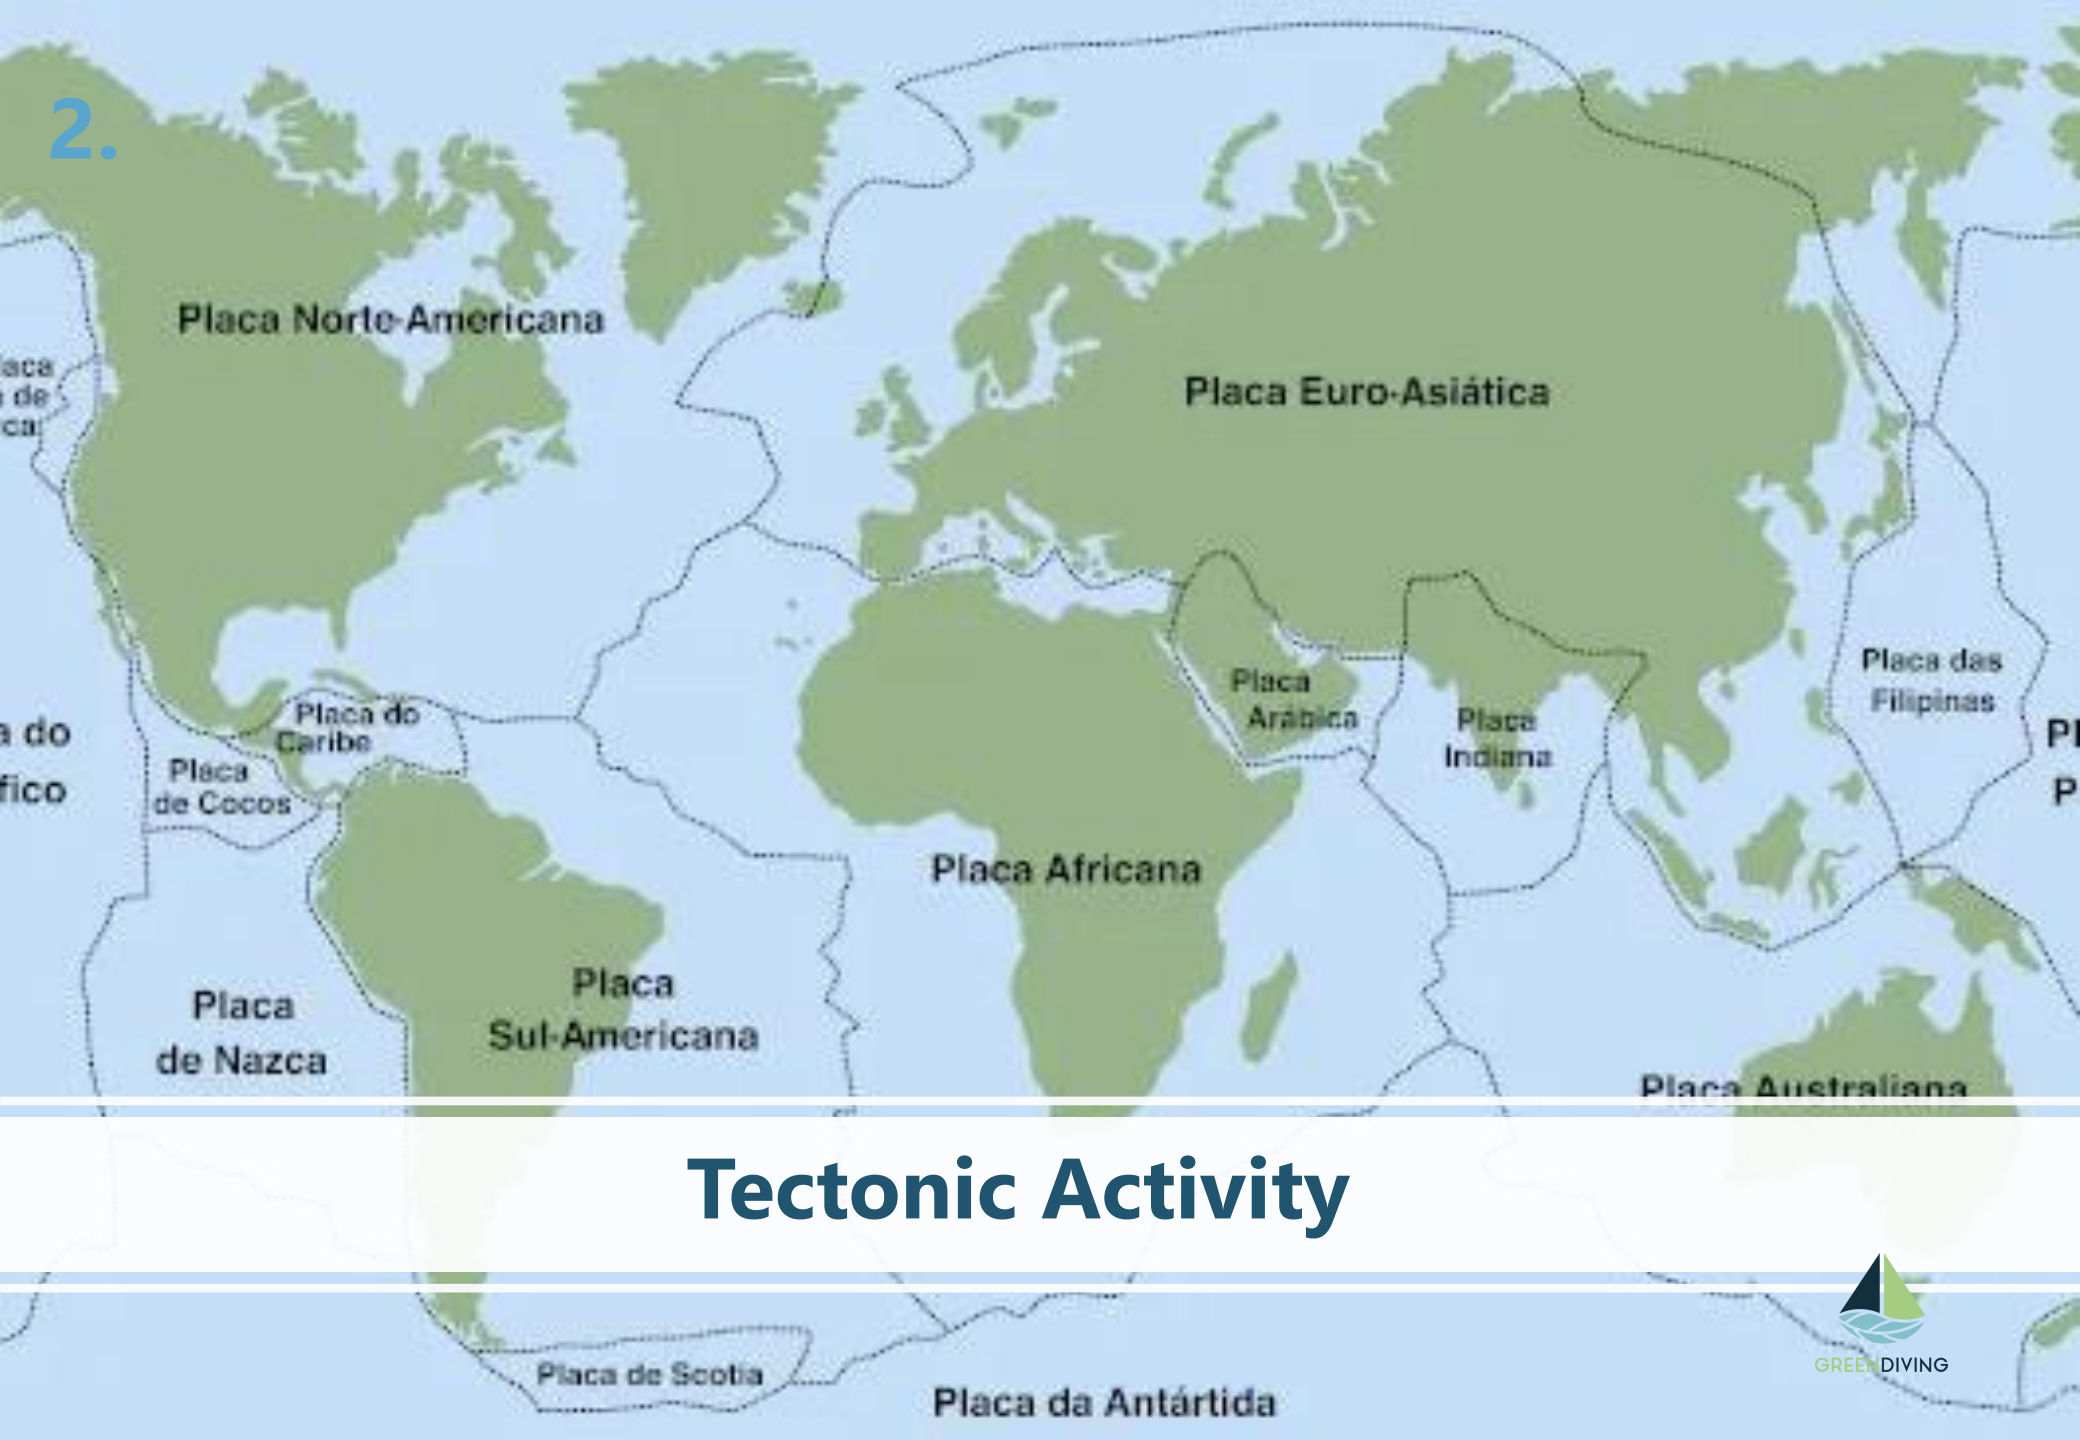 2.
Placa Norte-Americana
Placa Euro-Asiática
de
Placa do
Caribe
Placa
de Cocos
Placa
Arábica
Placa
Indiana
Placa das
Filipinas
do
Placa Africana
Placa
de Nazca
Placa
Sul-Americana
Placa Australiana
Tectonic Activity
Placa de Scotia
Placa da Antártida
GREENDIVING